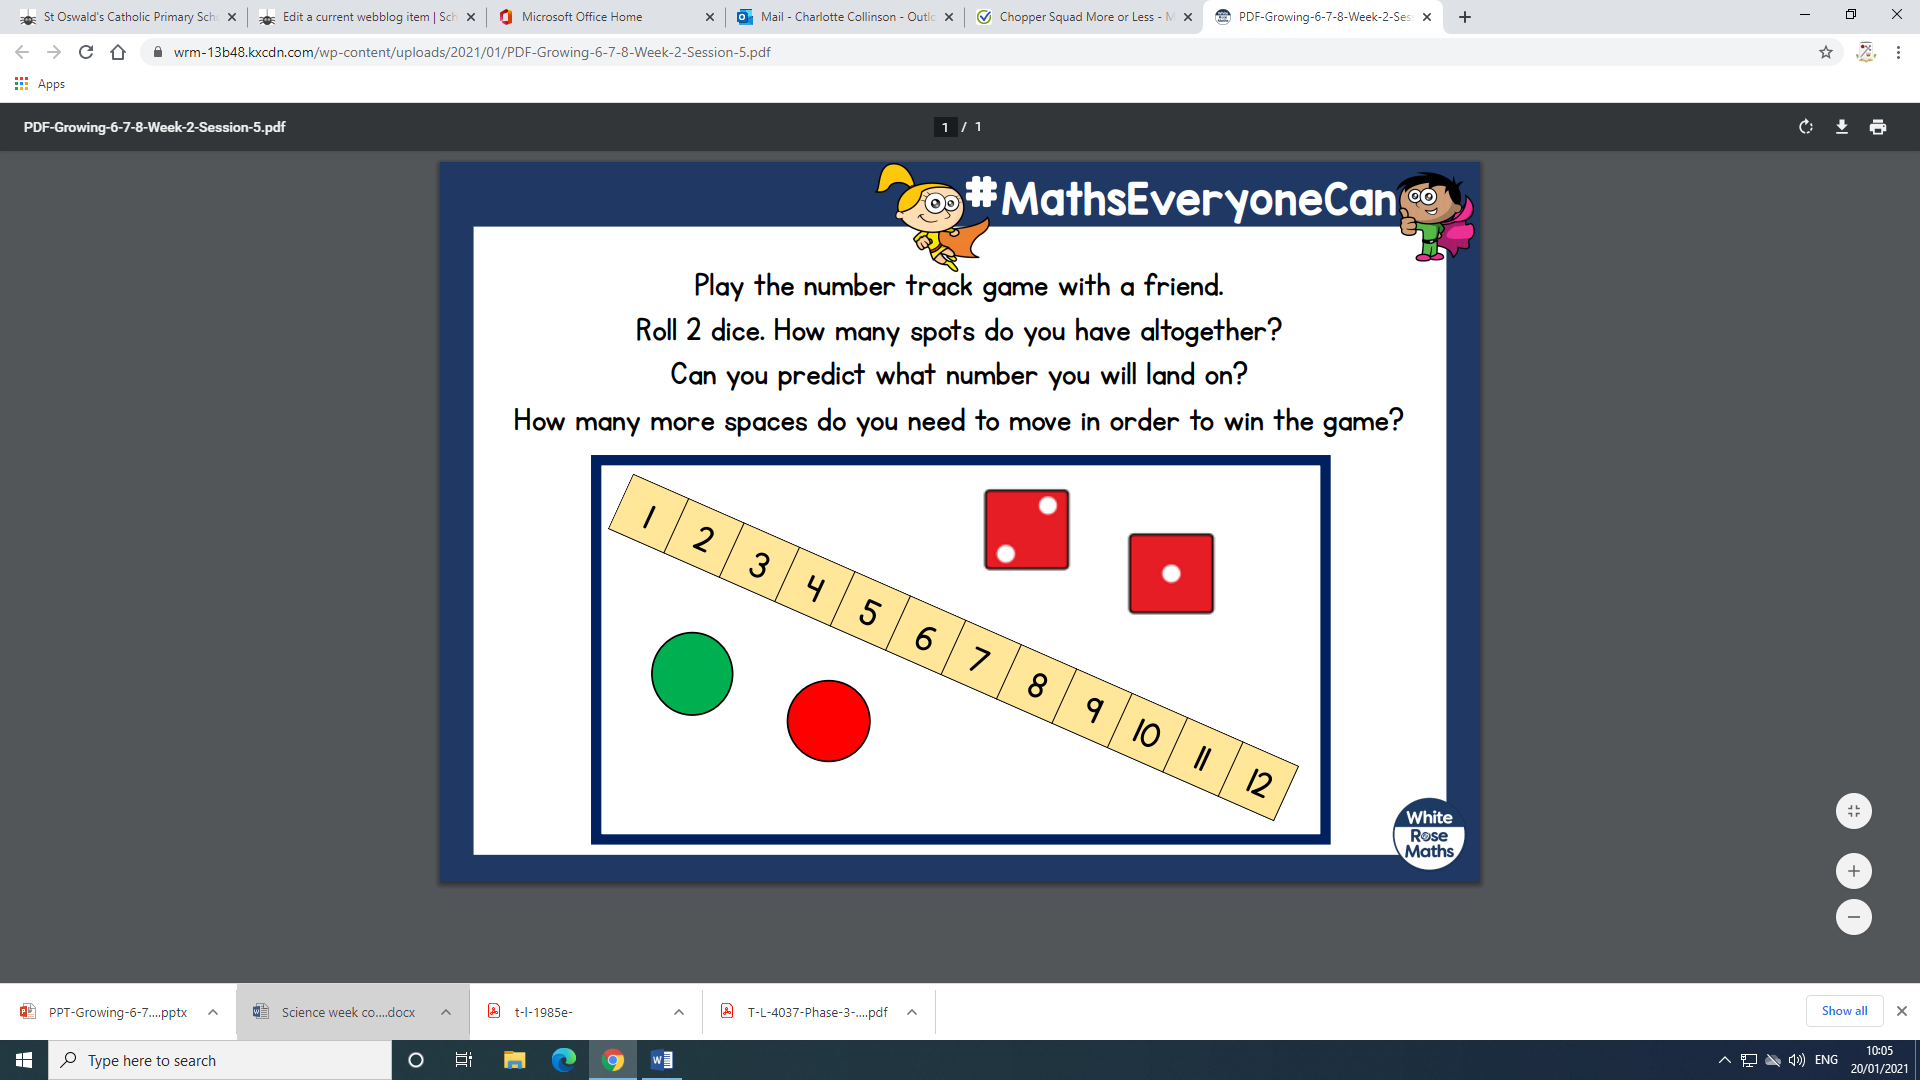 St Oswald's Catholic Primary Sch
Edit a current webblog item | Sch
Microsoft Office Home
Mail - Charlotte Collinson - Outlo
Chopper Squad More or Less - M
PDF-Growing-6-7-8-Week-2-Ses
wrm-13b48.kxcdn.com/wp-content/uploads/2021/01/PDF-Growing-6-7-8-Week-2-Session-5.pdf
Apps
PDF-Growing-6-7-8-Week-2-Session-5.pdf
1 / 1
#MathsEveryoneCan
Play the number track game with a friend.
Roll 2 dice. How many spots do you have altogether?
Can you predict what number you will land on?
How many more spaces do you need to move in order to win the game?
1 2 3 4 5 6 7 8 9 10 11 12
White
Rose
Maths
PPT-Growing-6-7....pptx
Science week co....docx
t-l-1985e-
T-L-4037-Phase-3-....pdf
Show all
Type here to search
ENG
10:05
20/01/2021